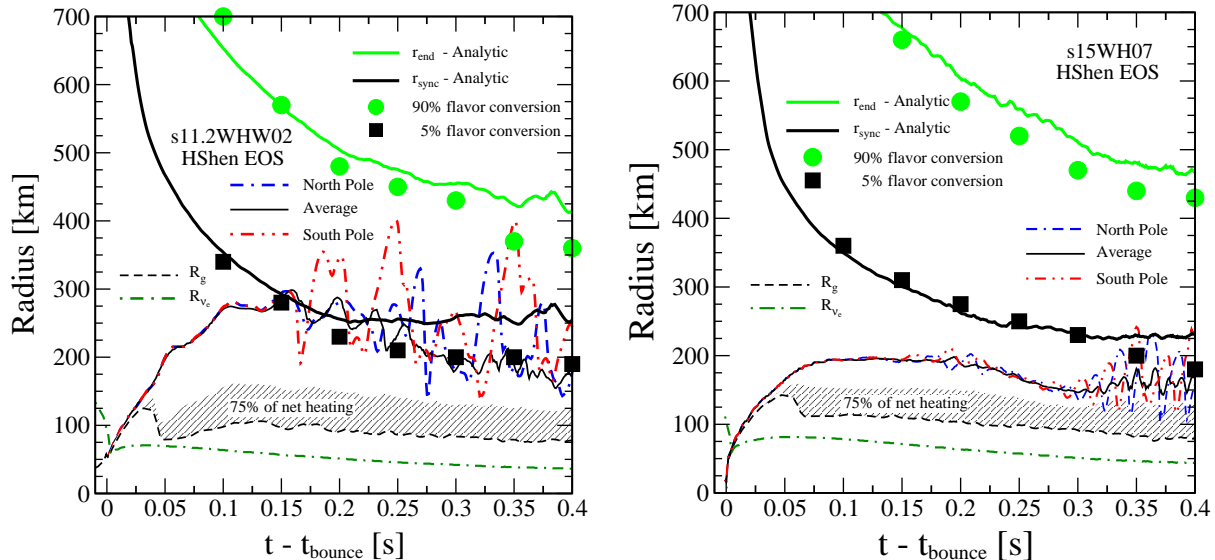 700
600
500
400
300
200
100
0
Radius [km]
r_end - Analytic
r_sync - Analytic
90% flavor conversion
5% flavor conversion
s11.2WHW02
HShen EOS
North Pole
Average
South Pole
R_g
R_νe
75% of net heating
0 0.05 0.1 0.15 0.2 0.25 0.3 0.35 0.4
t - t_bounce [s]
700
600
500
400
300
200
100
0
Radius [km]
s15WH07
HShen EOS
r_end - Analytic
r_sync - Analytic
90% flavor conversion
5% flavor conversion
North Pole
Average
South Pole
R_g
R_νe
75% of net heating
0 0.05 0.1 0.15 0.2 0.25 0.3 0.35 0.4
t - t_bounce [s]